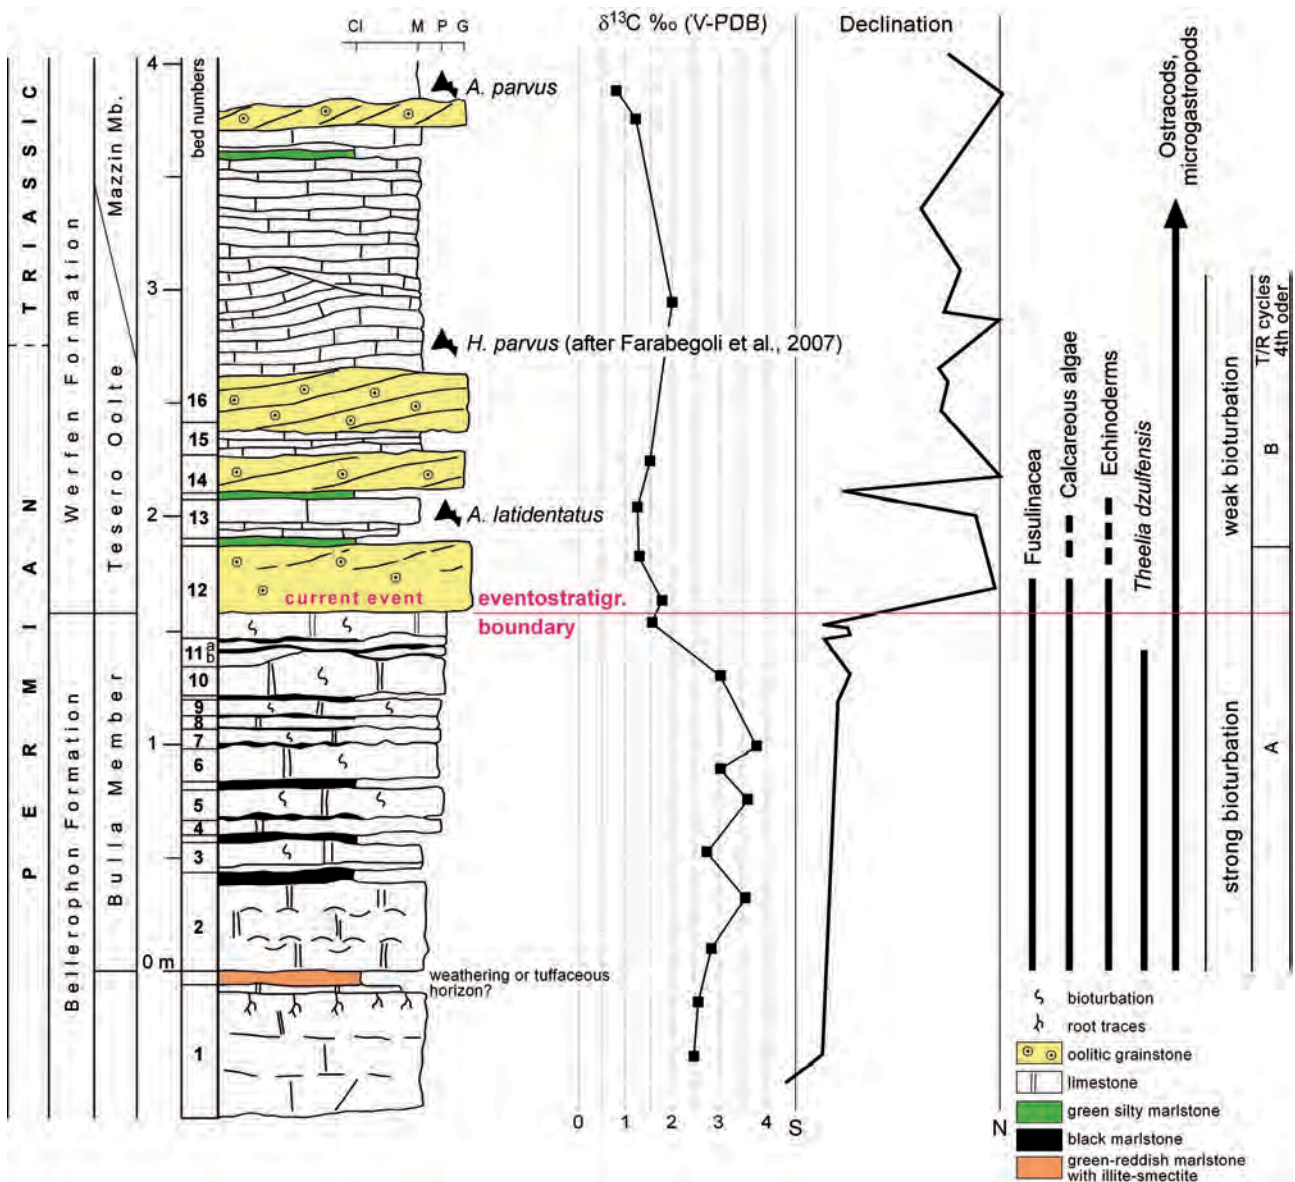 Cl M P G
δ13C ‰ (V-PDB)
Declination
TRIASSIC
PERMIAN
Werfen Formation
Bellerophon Formation
Mazzin Mb.
Tesero Oolte
Bulla Member
bed numbers
4
3
2
1
0 m
16
15
14
13
12
11 a
b
10
9
8
7
6
5
4
3
2
1
A. parvus
H. parvus (after Farabegoli et al., 2007)
A. latidentatus
current event
eventostratigr.
boundary
weathering or tuffaceous
horizon?
0 1 2 3 4
S N
Fusulinacea
Calcareous algae
Echinoderms
Theelia dzulfensis
Ostracods,
microgastropods
weak bioturbation
strong bioturbation
T/R cycles
4th oder
B
A
bioturbation
root traces
oolitic grainstone
limestone
green silty marlstone
black marlstone
green-reddish marlstone
with illite-smectite